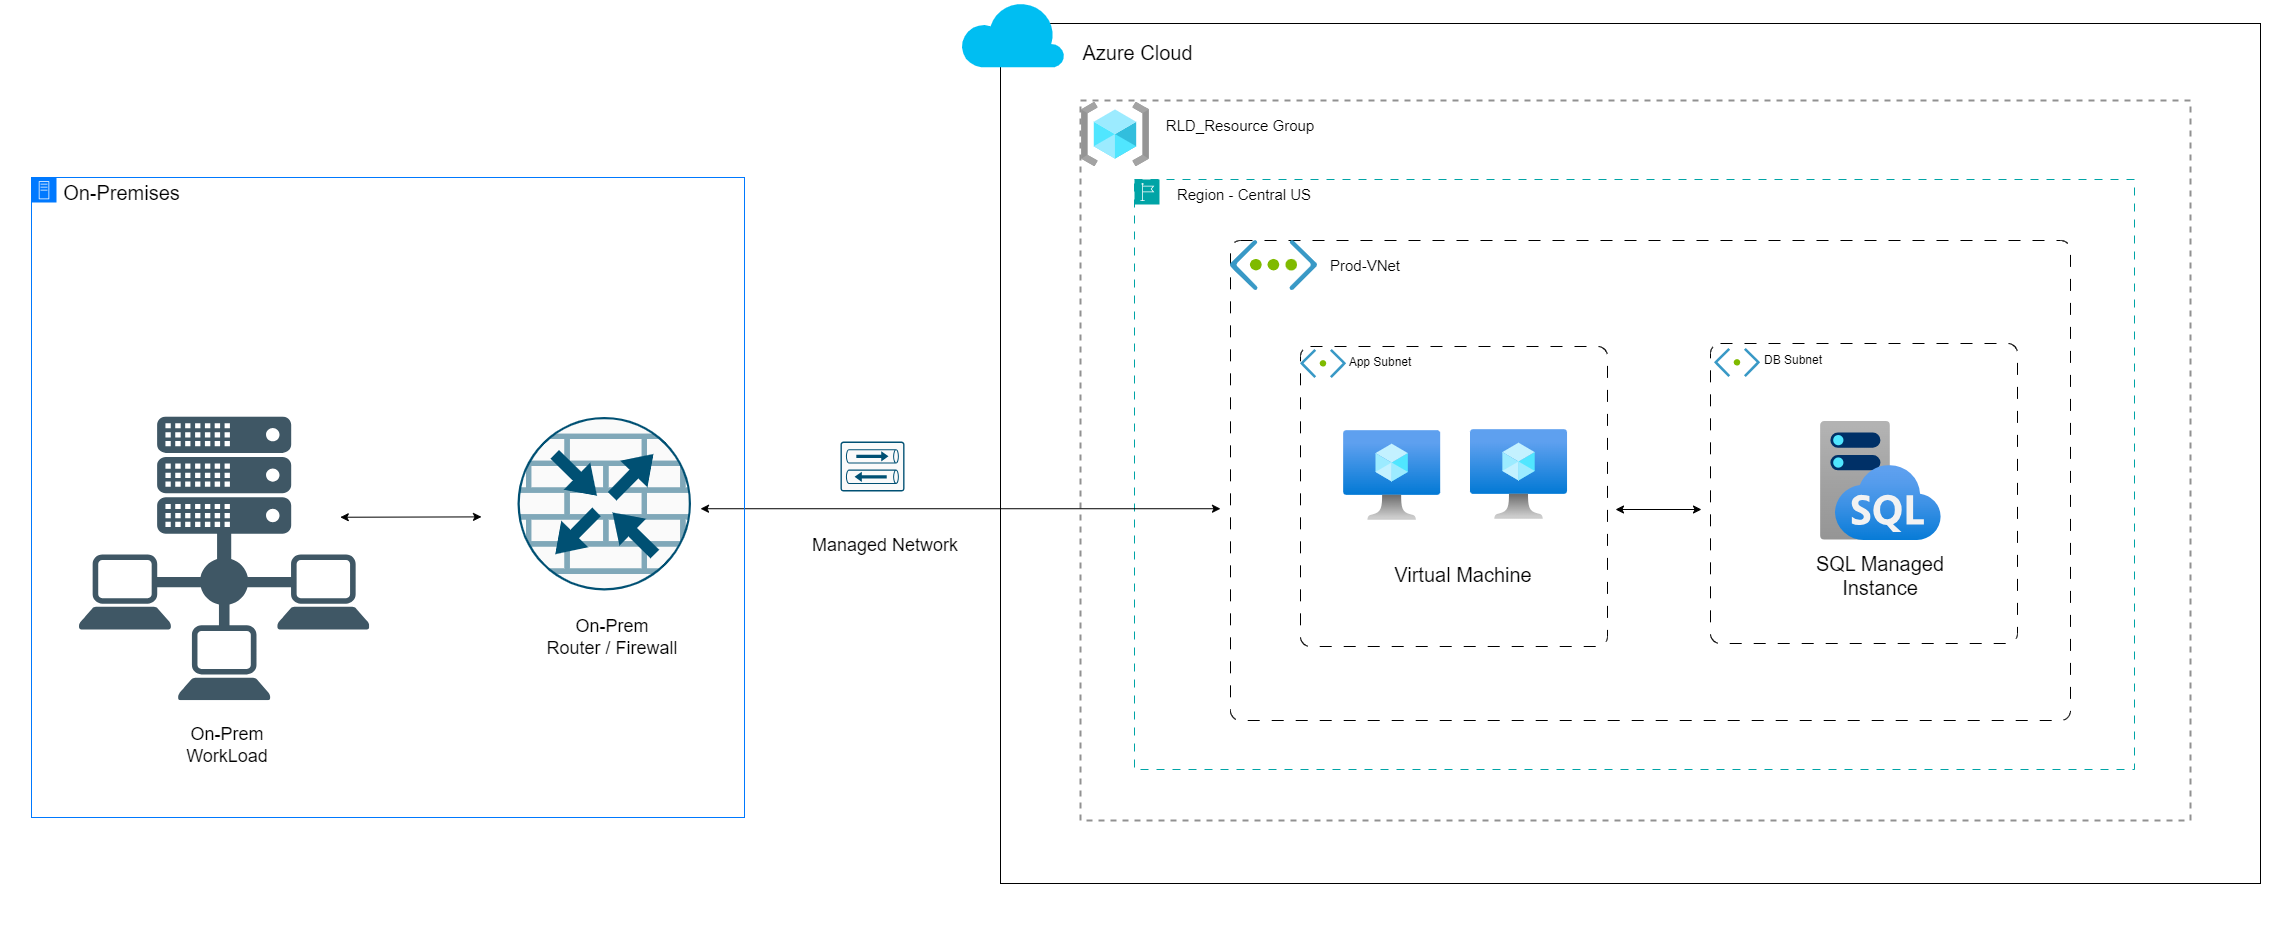 Azure Cloud
RLD_Resource Group
On-Premises
Region - Central US
Prod-VNet
App Subnet
DB Subnet
SQL
Managed Network
Virtual Machine
SQL Managed
Instance
On-Prem
Router / Firewall
On-Prem
WorkLoad